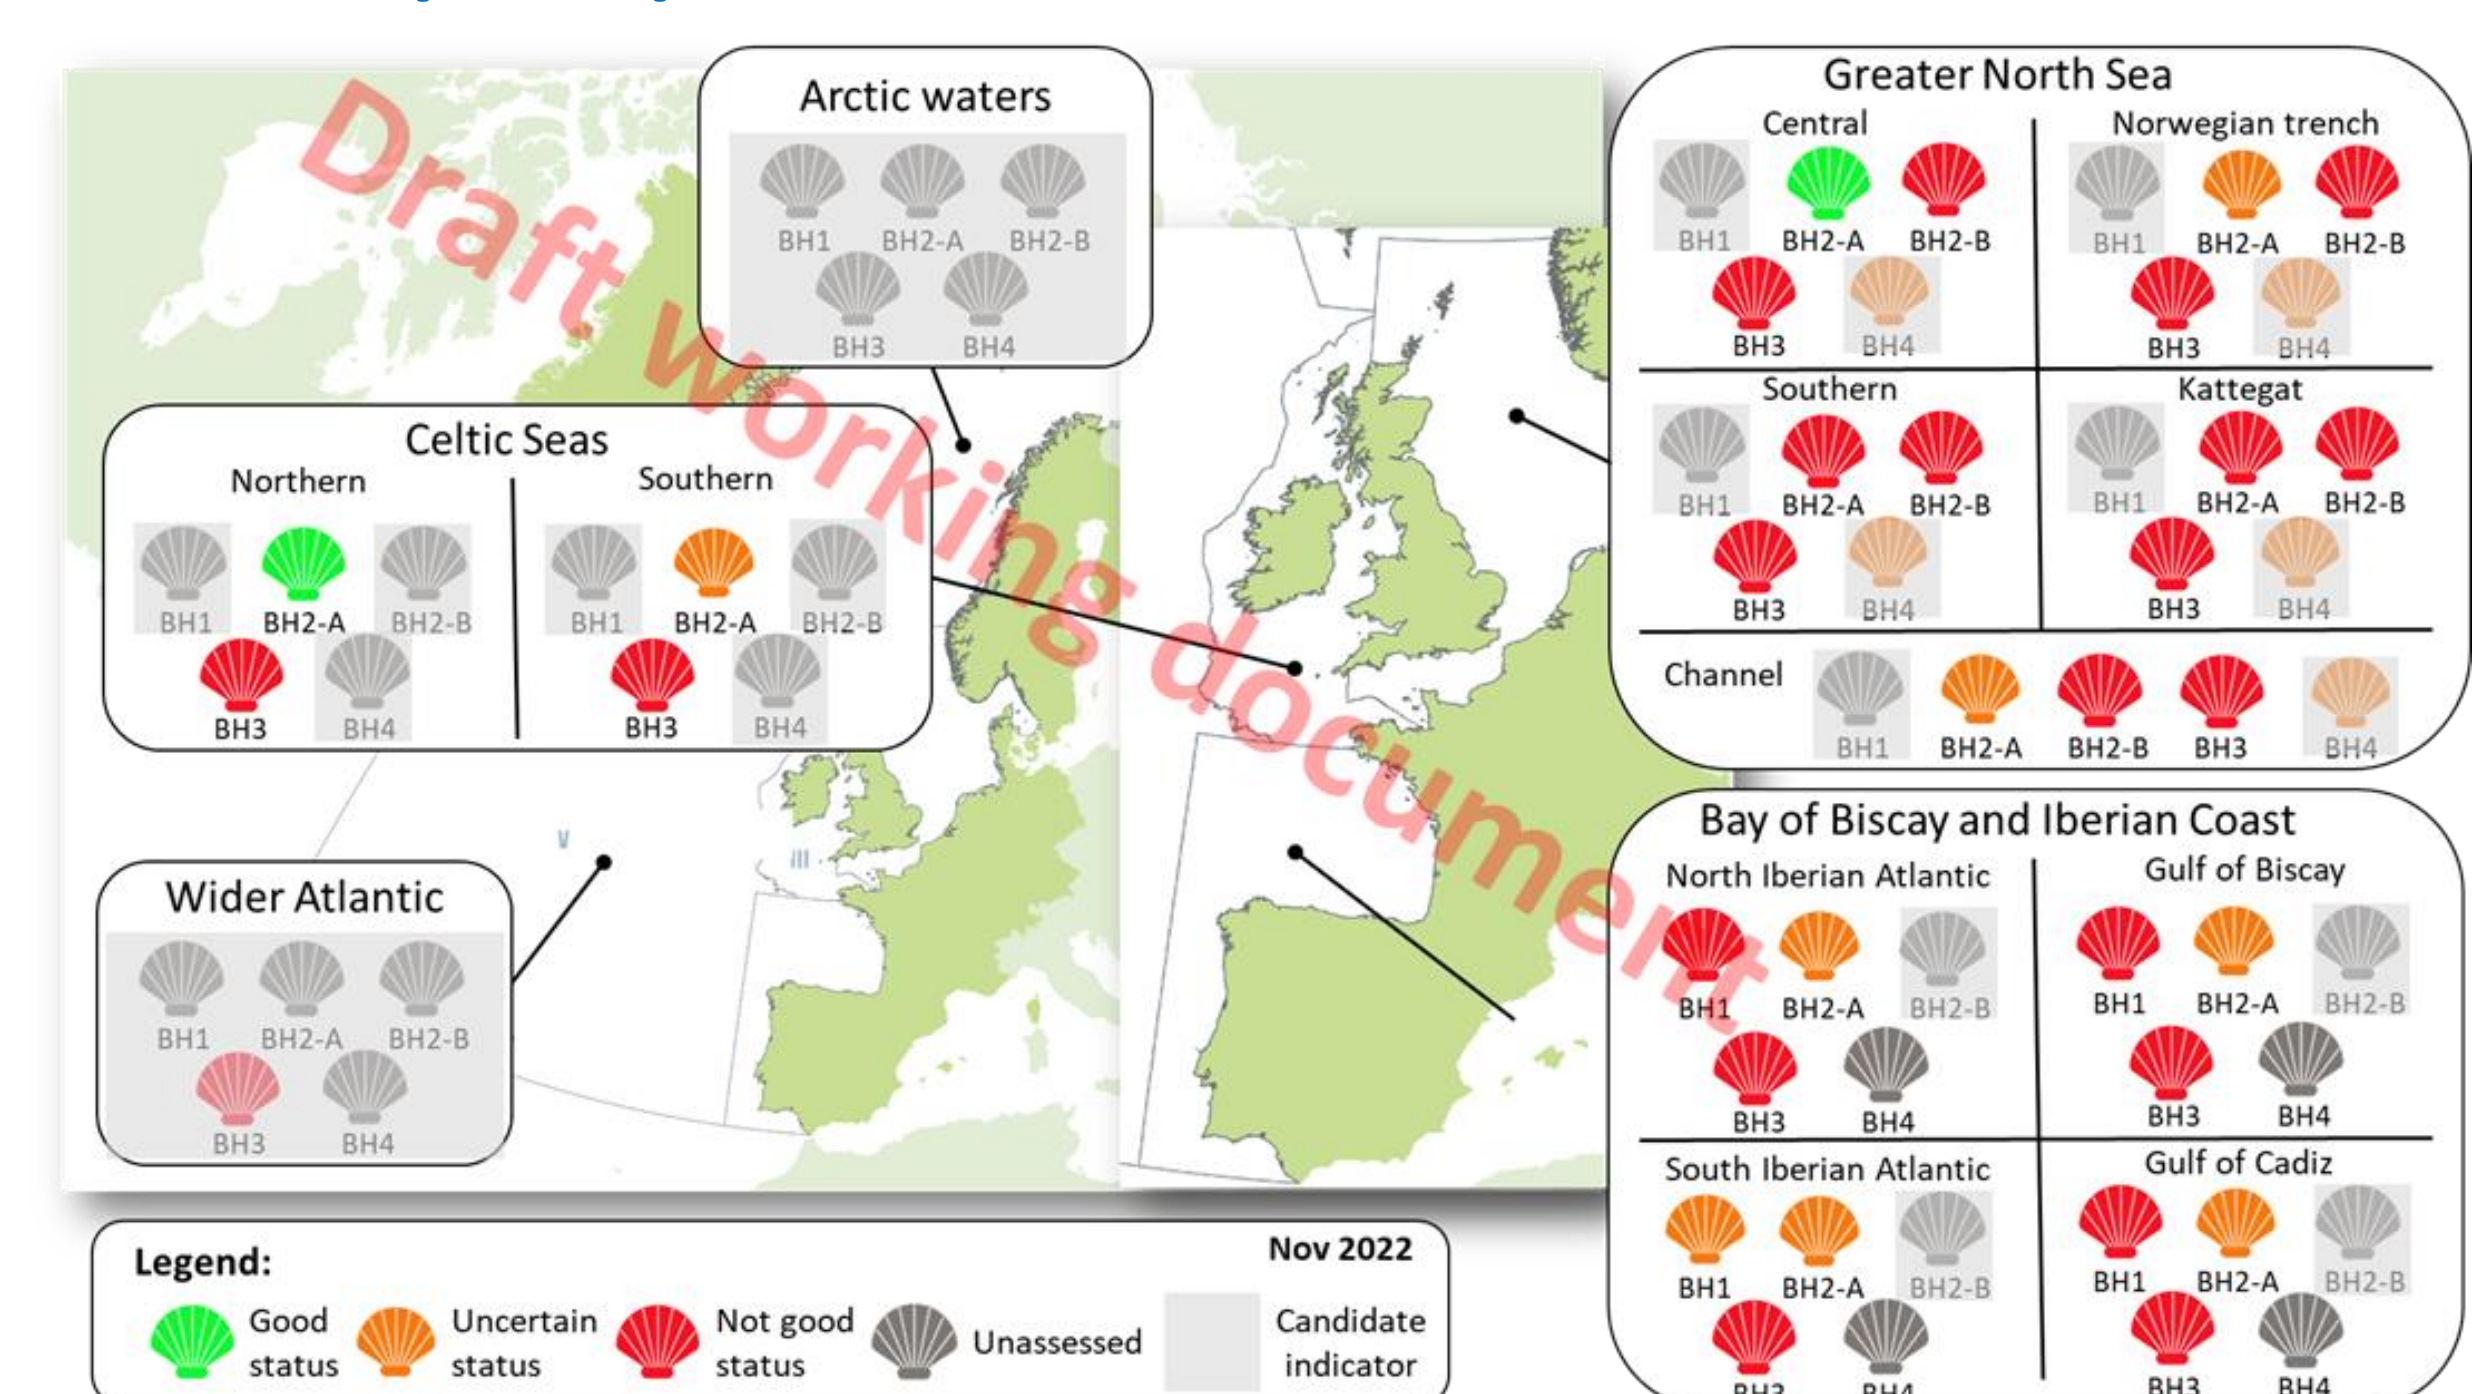 Arctic waters
BH1 BH2-A BH2-B
BH3 BH4
Greater North Sea
Central
BH1 BH2-A BH2-B
BH3 BH4
Norwegian trench
BH1 BH2-A BH2-B
BH3 BH4
Southern
BH1 BH2-A BH2-B
BH3 BH4
Kattegat
BH1 BH2-A BH2-B
BH3 BH4
Channel
BH1 BH2-A BH2-B BH3 BH4
Celtic Seas
Northern
BH1 BH2-A BH2-B
BH3 BH4
Southern
BH1 BH2-A BH2-B
BH3 BH4
Draft working document
V
III
Wider Atlantic
BH1 BH2-A BH2-B
BH3 BH4
Bay of Biscay and Iberian Coast
North Iberian Atlantic
BH1 BH2-A BH2-B
BH3 BH4
Gulf of Biscay
BH1 BH2-A BH2-B
BH3 BH4
South Iberian Atlantic
BH1 BH2-A BH2-B
BH3 BH4
Gulf of Cadiz
BH1 BH2-A BH2-B
BH3 BH4
Legend:
Nov 2022
Good
status
Uncertain
status
Not good
status
Unassessed
Candidate
indicator